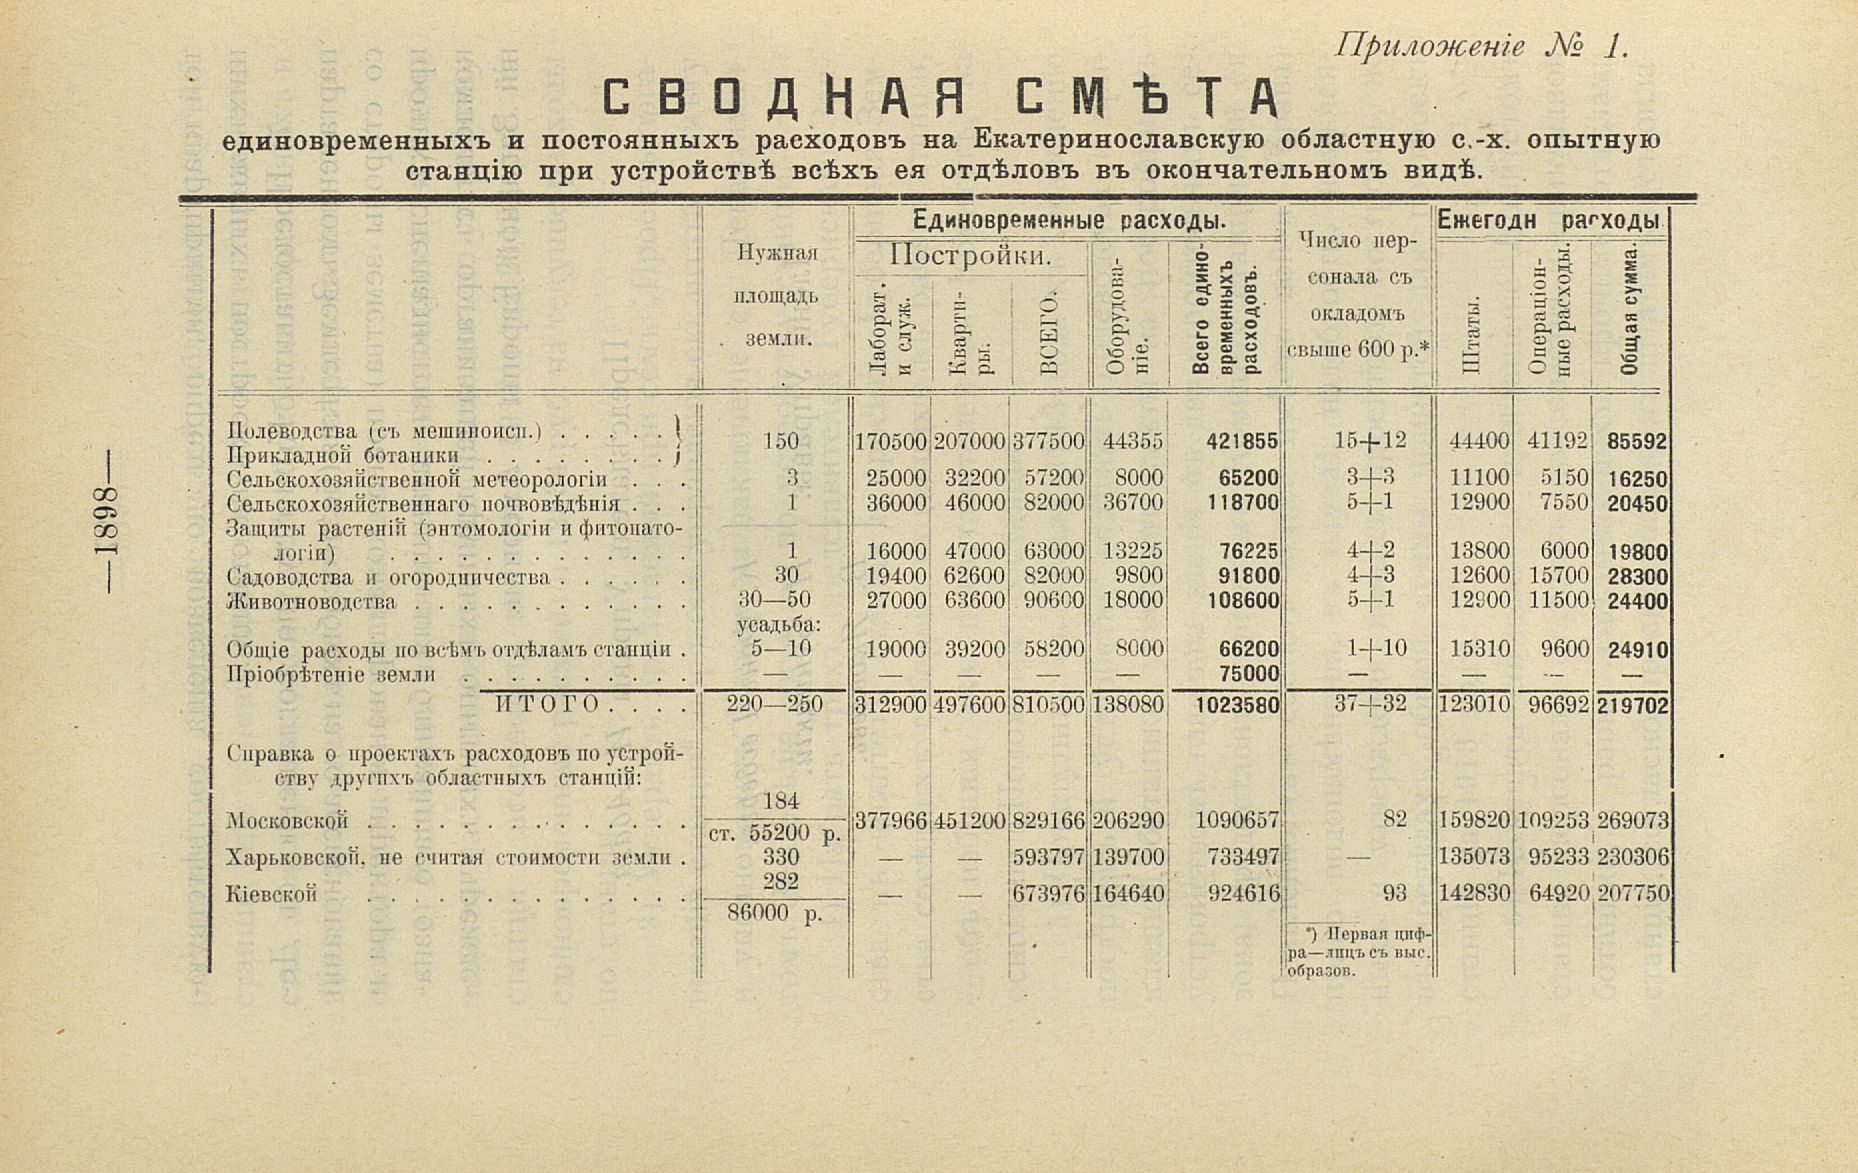 Приложеніе № 1.
СВОДНАЯ СМѢТА
единовременныхъ и постоянныхъ расходовъ на Екатеринославскую областную с.-х. опытную
станцію при устройствѣ всѣхъ ея отдѣловъ въ окончательномъ видѣ.
Нужная площадь земли.
Единовременные расходы.
Постройки.
Лаборат. и служ.
Кварти-
ры.
ВСЕГО.
Оборудова-
ніе.
Всего едино-
временныхъ
расходовъ.
Число пер-
сонала съ
окладомъ
свыше 600 р.*
Ежегодн расходы.
Штаты.
Операціон-
ные расходы.
Общая сумма.
Полеводства (съ мешиноисп.) . . . . . }
Прикладной ботаники . . . . . . . . } 150 170500 207000 377500 44355 421855 15+12 44400 41192 85592
Сельскохозяйственной метеорологіи . . . 3 25000 32200 57200 8000 65200 3+3 11100 5150 16250
Сельскохозяйственнаго почвовѣдѣнія . . . 1 36000 46000 82000 36700 118700 5+1 12900 7550 20450
Защиты растеній (энтомологіи и фитопато-
логіи) . . . . . . . . . . . . . 1 16000 47000 63000 13225 76225 4+2 13800 6000 19800
Садоводства и огородничества . . . . . . 30 19400 62600 82000 9800 91800 4+3 12600 15700 28300
Животноводства . . . . . . . . . . . . 30—50 27000 63600 90600 18000 108600 5+1 12900 11500 24400
усадьба:
Общіе расходы по всѣмъ отдѣламъ станціи . 5—10 19000 39200 58200 8000 66200 1+10 15310 9600 24910
Пріобрѣтеніе земли . . . . . . . . . . — — — — — 75000 — — — —
ИТОГО . . . . 220—250 312900 497600 810500 138080 1023580 37+32 123010 96692 219702
Справка о проектахъ расходовъ по устрой-
ству другихъ областныхъ станцій:
Московской . . . . . . . . . . . . . . 184
ст. 55200 р. 377966 451200 829166 206290 1090657 82 159820 109253 269073
Харьковской, не считая стоимости земли . 330 — — 593797 139700 733497 — 135073 95233 230306
Кіевской . . . . . . . . . . . . . 282
86000 р. — — 673976 164640 924616 93 142830 64920 207750
*) Первая циф-
ра—лицъ съ выс.
образов.
—1898—